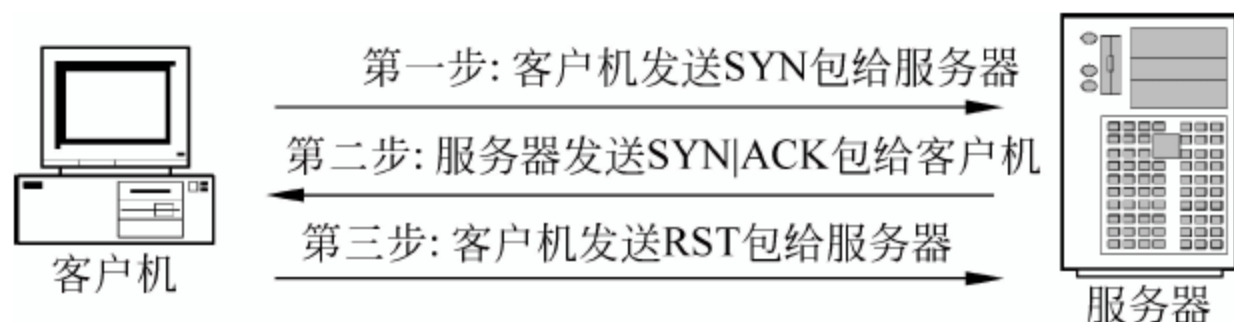 第一步: 客户机发送SYN包给服务器
第二步: 服务器发送SYN|ACK包给客户机
第三步: 客户机发送RST包给服务器
客户机
服务器